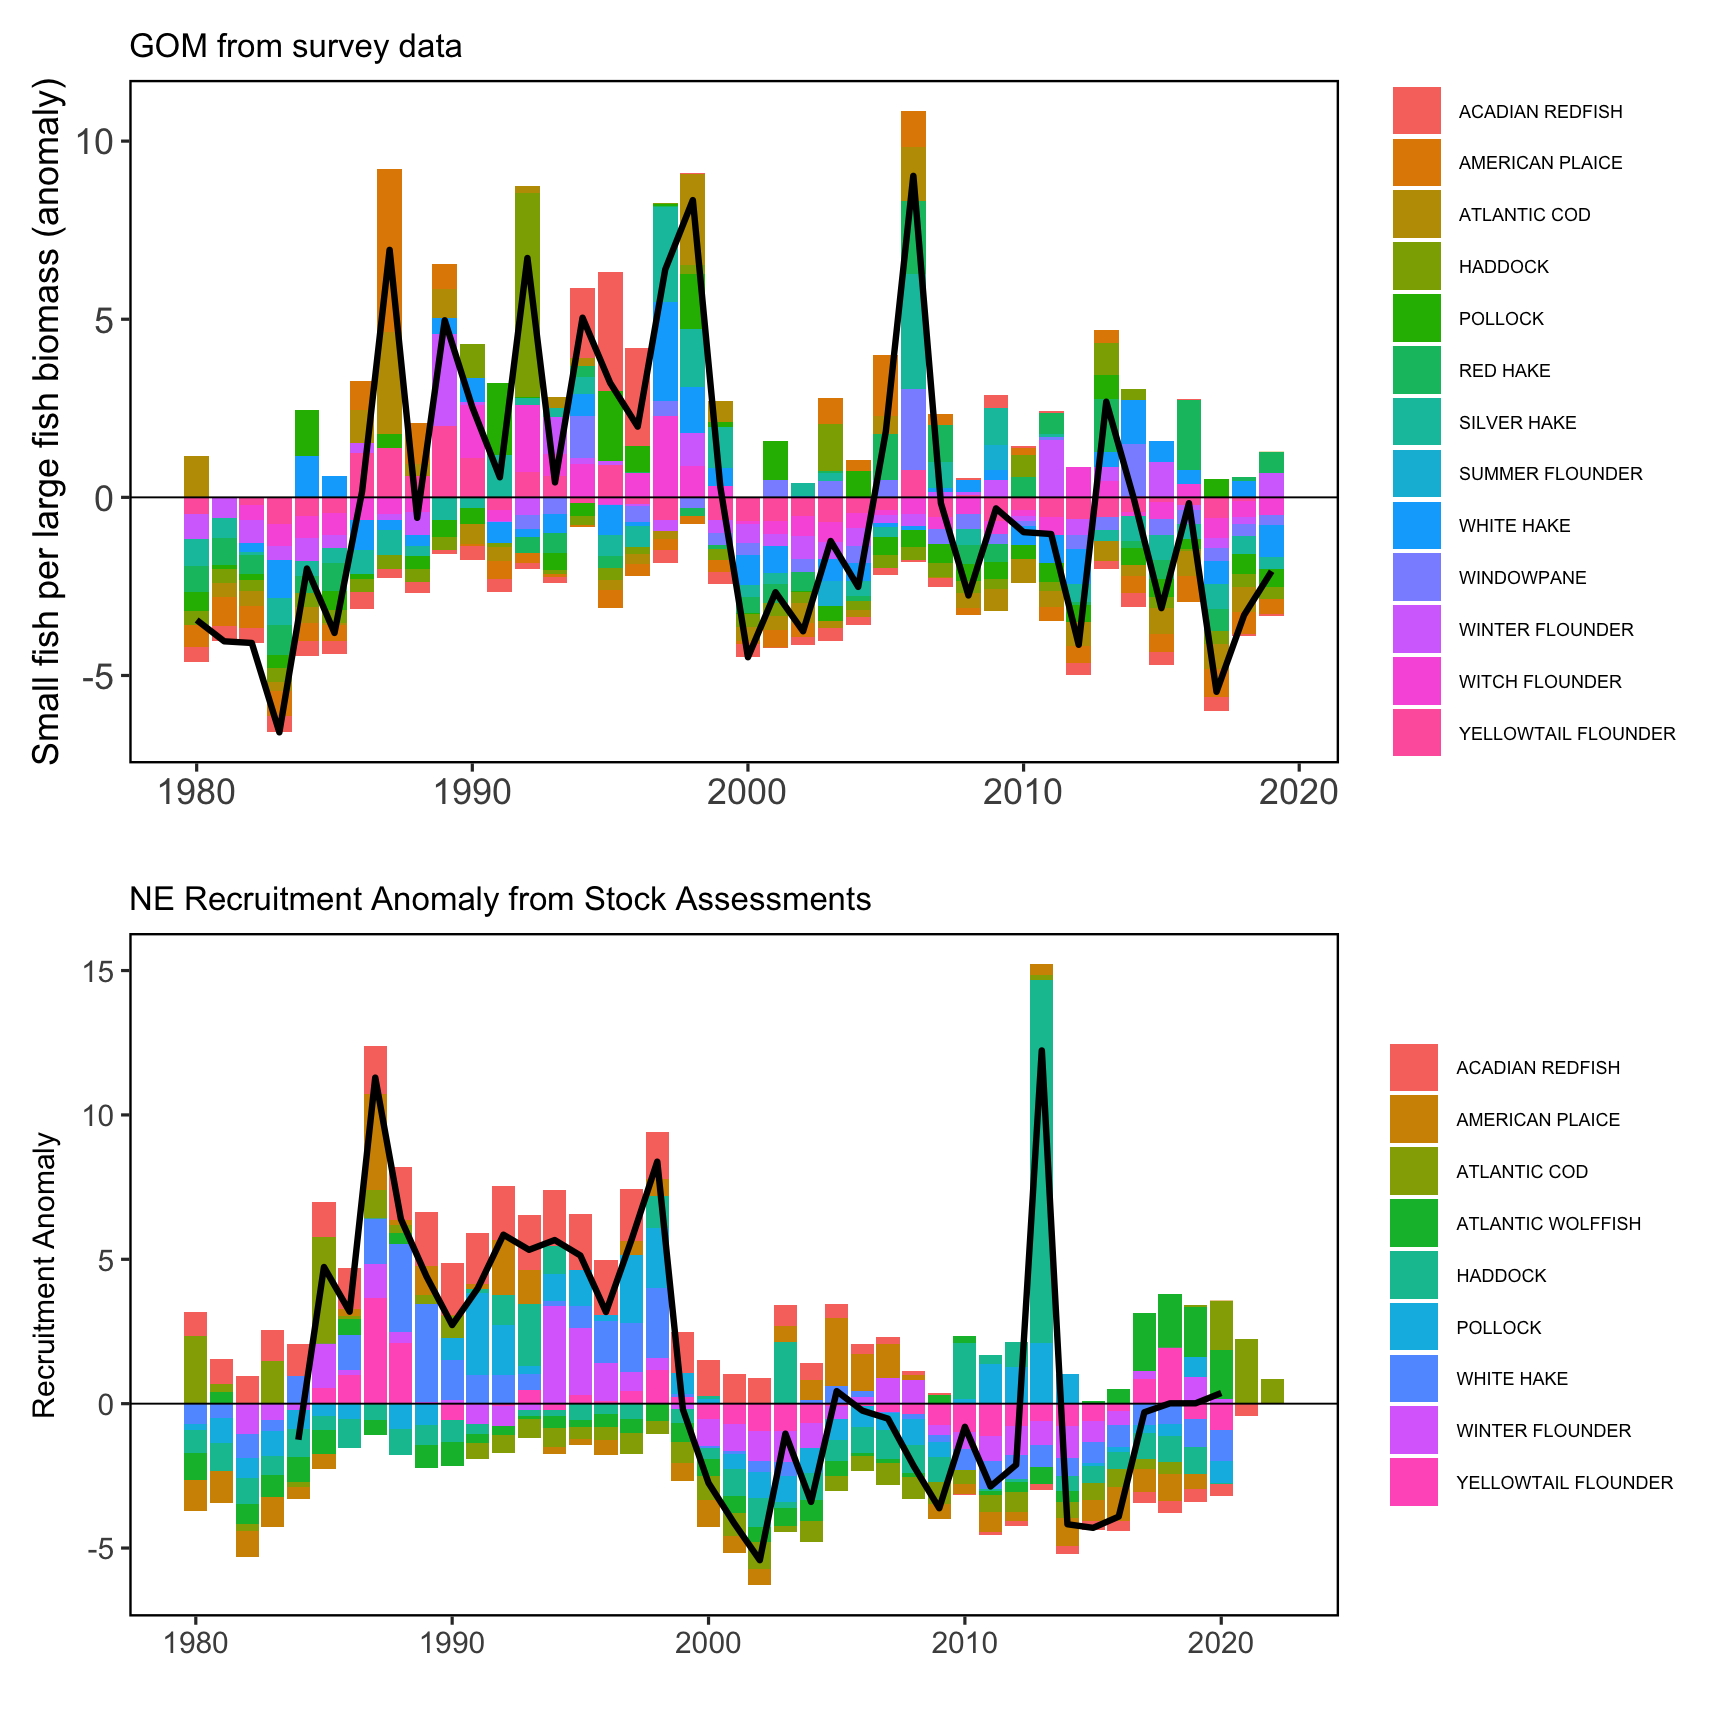 GOM from survey data
Small fish per large fish biomass (anomaly)
10
5
0
-5
1980
1990
2000
2010
2020
ACADIAN REDFISH
AMERICAN PLAICE
ATLANTIC COD
HADDOCK
POLLOCK
RED HAKE
SILVER HAKE
SUMMER FLOUNDER
WHITE HAKE
WINDOWPANE
WINTER FLOUNDER
WITCH FLOUNDER
YELLOWTAIL FLOUNDER
NE Recruitment Anomaly from Stock Assessments
Recruitment Anomaly
15
10
5
0
-5
1980
1990
2000
2010
2020
ACADIAN REDFISH
AMERICAN PLAICE
ATLANTIC COD
ATLANTIC WOLFFISH
HADDOCK
POLLOCK
WHITE HAKE
WINTER FLOUNDER
YELLOWTAIL FLOUNDER